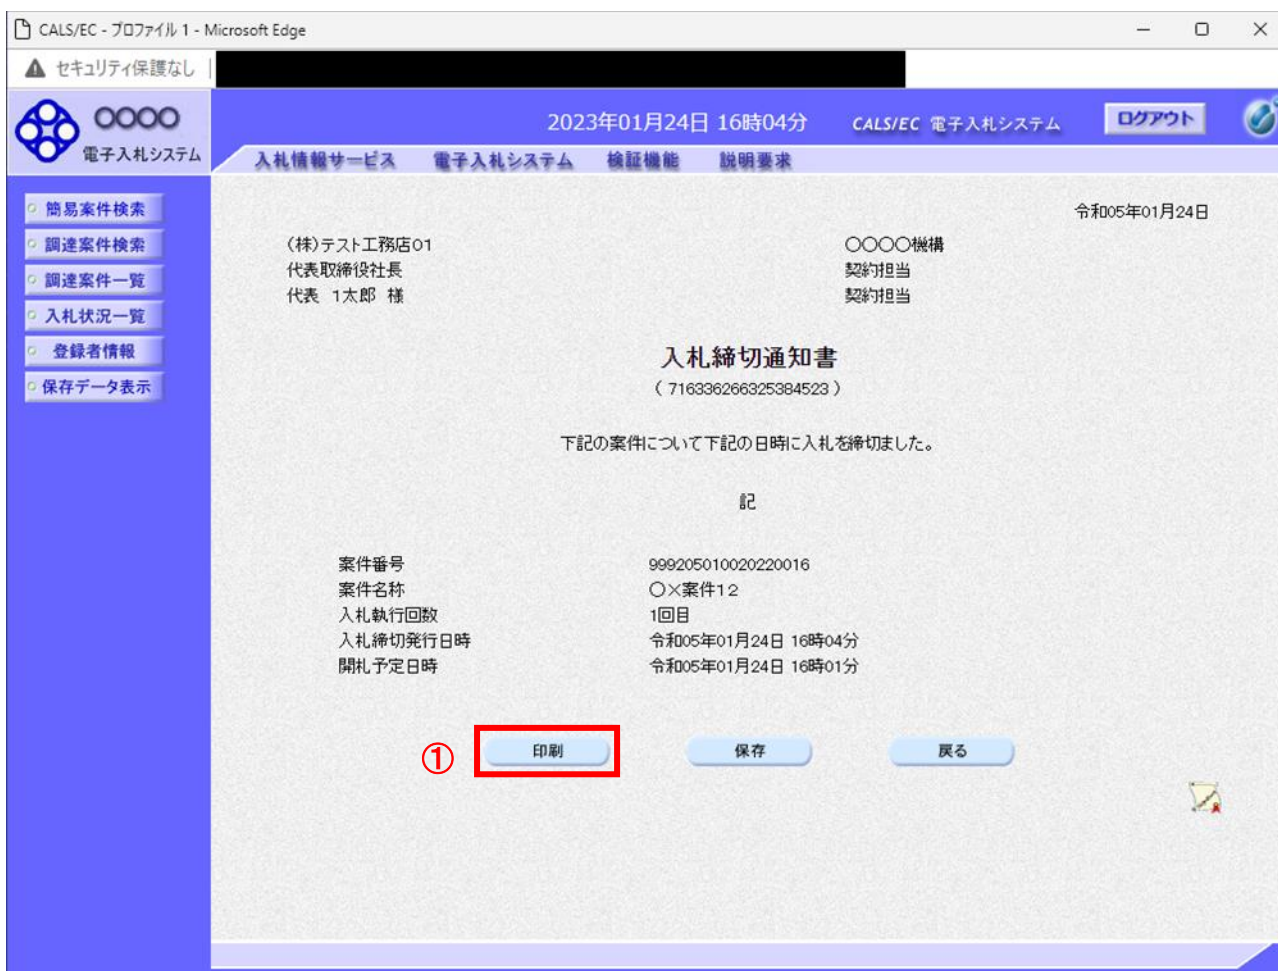 CALS/EC - プロファイル 1 - Microsoft Edge
セキュリティ保護なし
〇〇〇〇
電子入札システム
2023年01月24日 16時04分
CALS/EC 電子入札システム
ログアウト
入札情報サービス 電子入札システム 検証機能 説明要求
簡易案件検索
調達案件検索
調達案件一覧
入札状況一覧
登録者情報
保存データ表示
令和05年01月24日
(株)テスト工務店01
代表取締役社長
代表 1太郎 様
〇〇〇〇機構
契約担当
契約担当
入札締切通知書
( 716336266325384523 )
下記の案件について下記の日時に入札を締切ました。
記
案件番号 999205010020220016
案件名称 〇×案件12
入札執行回数 1回目
入札締切発行日時 令和05年01月24日 16時04分
開札予定日時 令和05年01月24日 16時01分
① 印刷 保存 戻る